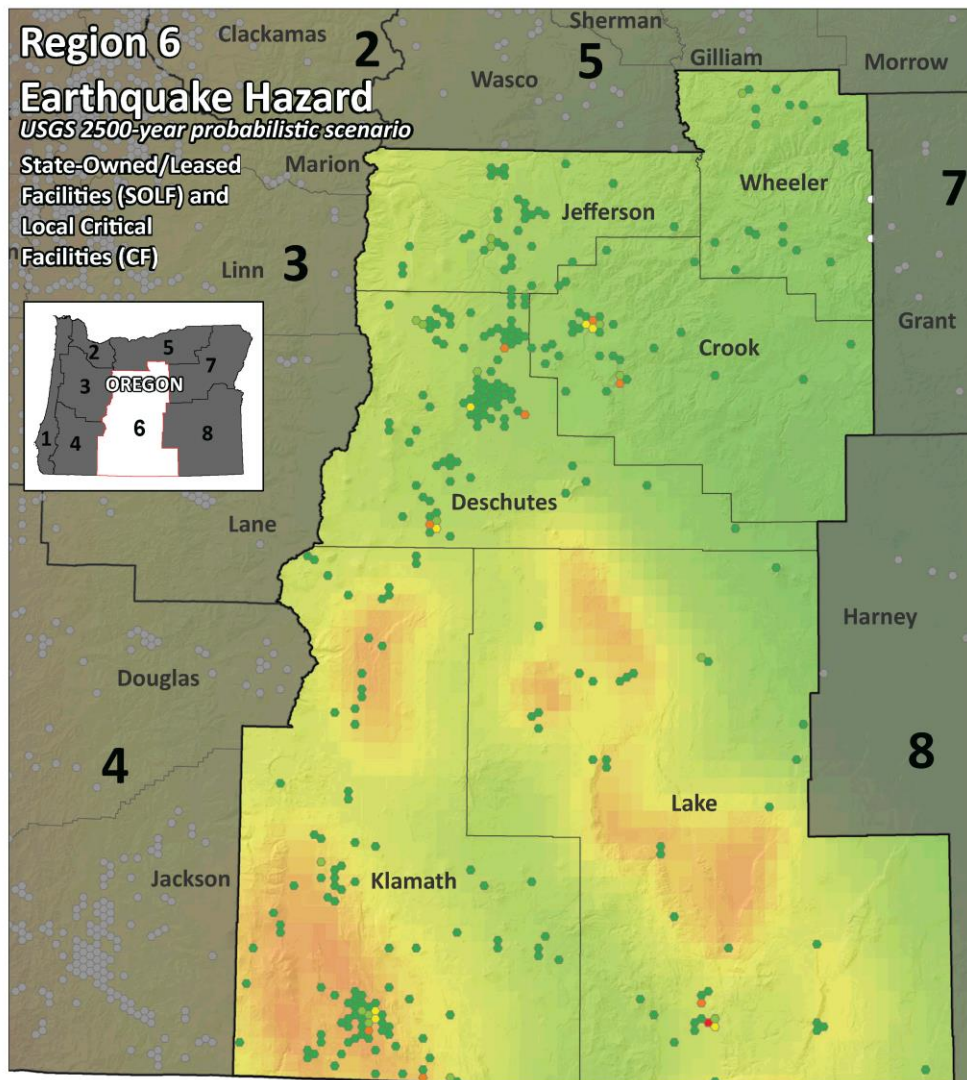 Region 6
Earthquake Hazard
USGS 2500-year probabilistic scenario
State-Owned/Leased
Facilities (SOLF) and
Local Critical
Facilities (CF)
Clackamas
2
Sherman
5
Gilliam
Wasco
Morrow
Marion
Wheeler
7
Jefferson
Linn
3
Grant
Crook
2
5
7
3
OREGON
6
1
4
8
Lane
Deschutes
Harney
Douglas
4
8
Lake
Jackson
Klamath